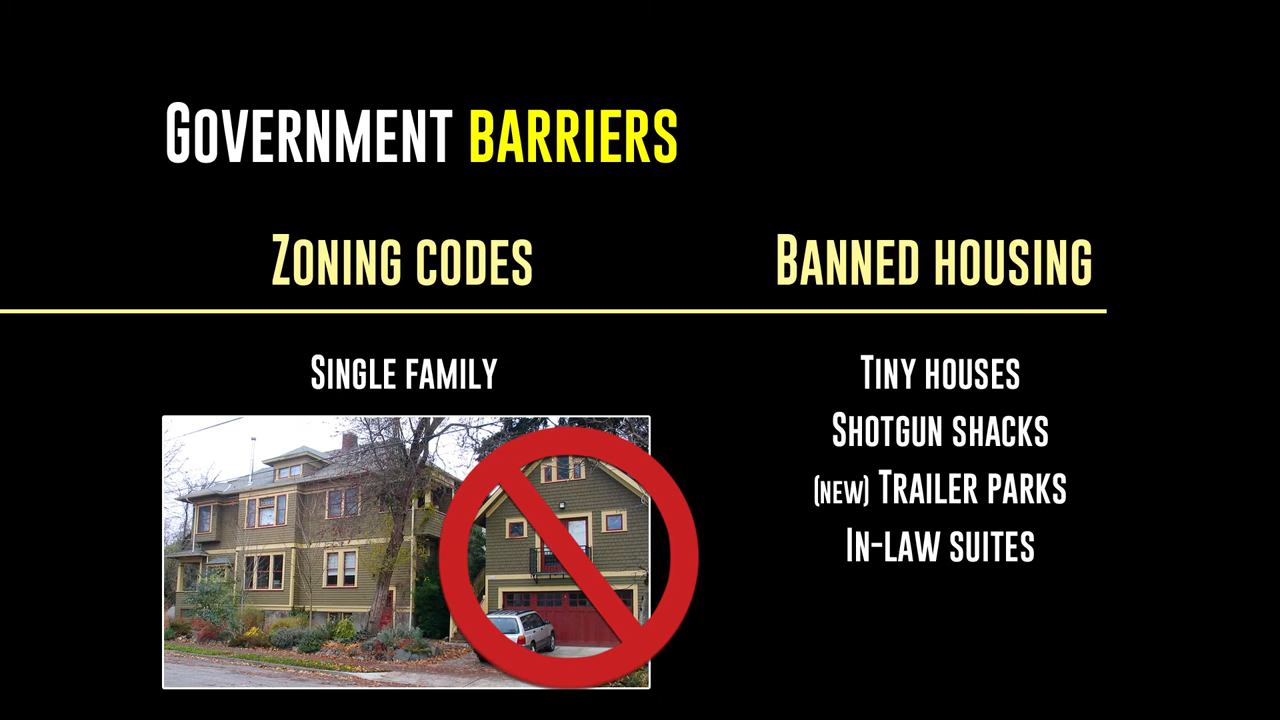 Government barriers
Zoning codes
Banned housing
Single family
Tiny houses
Shotgun shacks
(new) Trailer parks
In-law suites